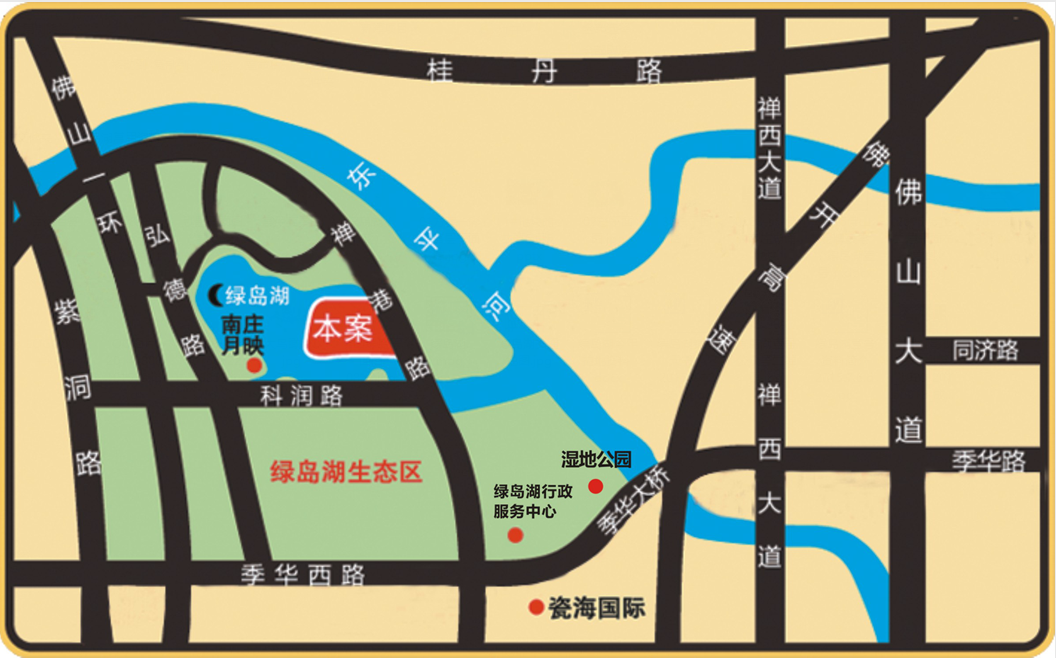 桂丹路
佛山一环
禅西大道
佛开高速
佛山大道
东平河
弘德路
禅港路
紫洞路
绿岛湖
南庄
月映
本案
同济路
科润路
禅西大道
湿地公园
季华路
绿岛湖生态区
绿岛湖行政
服务中心
季华大桥
季华西路
瓷海国际